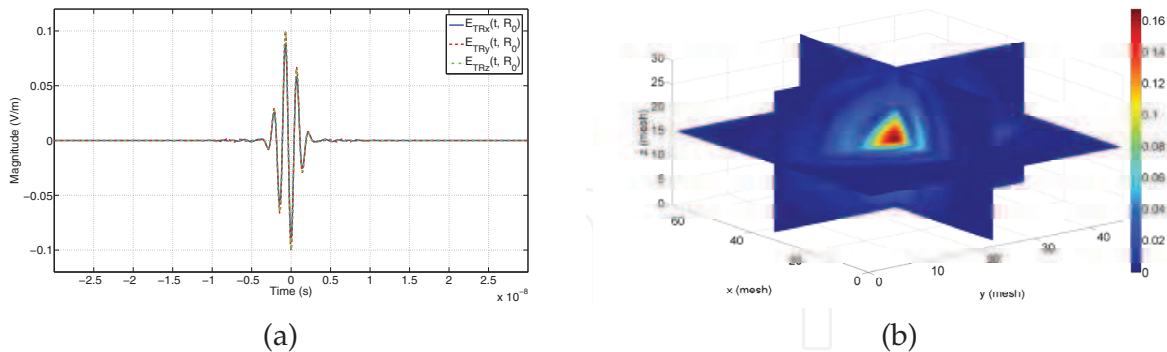 E_TRx(t, R_0)
E_TRy(t, R_0)
E_TRz(t, R_0)
Magnitude (V/m)
0.1
0.05
0
-0.05
-0.1
-2.5 -2 -1.5 -1 -0.5 0 0.5 1 1.5 2 2.5
Time (s)
x 10^-8
(a)
z (mesh)
30
25
20
15
10
5
0
60
40
20
0
x (mesh)
0
10
30
40
y (mesh)
0.16
0.14
0.12
0.1
0.08
0.06
0.04
0.02
0
(b)